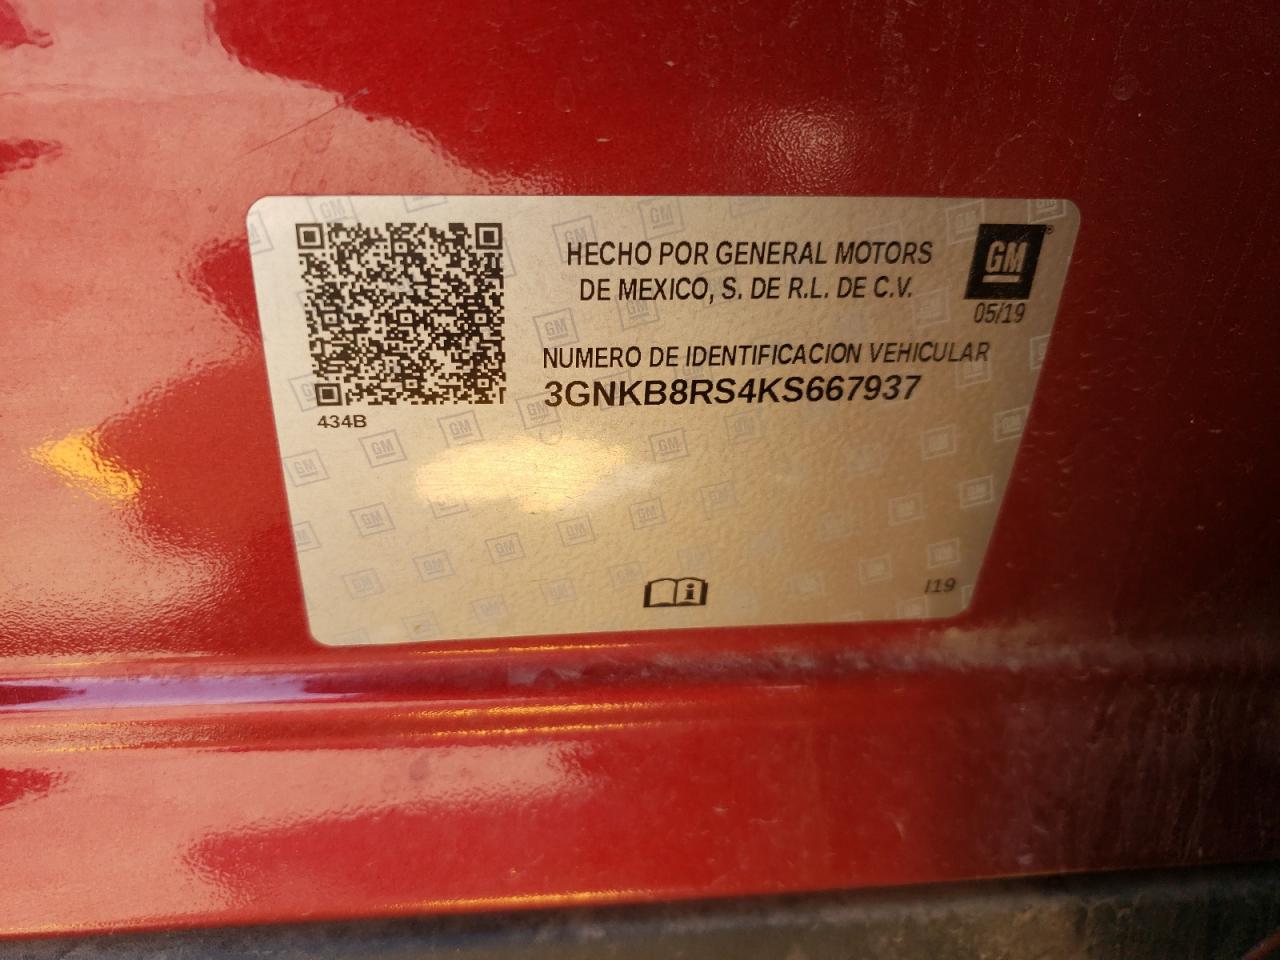 HECHO POR GENERAL MOTORS
DE MEXICO, S. DE R.L. DE C.V.
GM
05/19
NUMERO DE IDENTIFICACION VEHICULAR
3GNKB8RS4KS667937
434B
I19